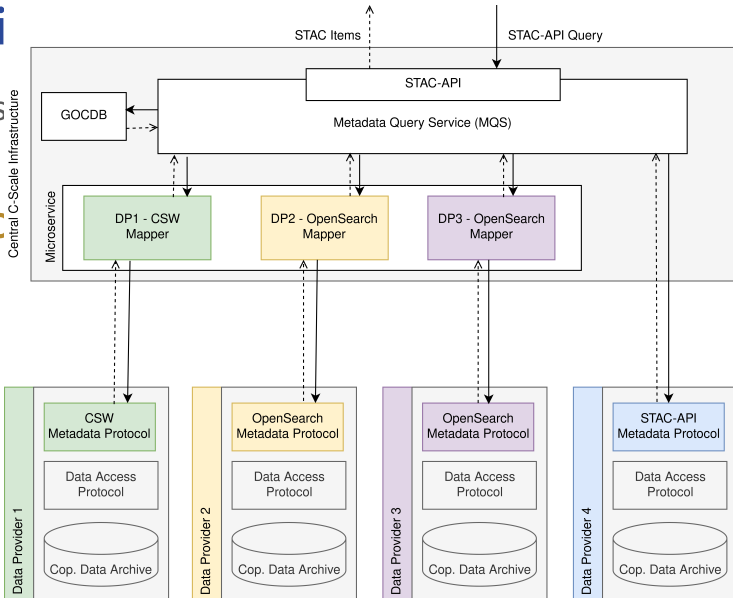 STAC Items
STAC-API Query
STAC-API
GOCDB
Metadata Query Service (MQS)
Central C-Scale Infrastructure
Microservice
DP1 - CSW
Mapper
DP2 - OpenSearch
Mapper
DP3 - OpenSearch
Mapper
Data Provider 1
CSW
Metadata Protocol
Data Access
Protocol
Cop. Data Archive
Data Provider 2
OpenSearch
Metadata Protocol
Data Access
Protocol
Cop. Data Archive
Data Provider 3
OpenSearch
Metadata Protocol
Data Access
Protocol
Cop. Data Archive
Data Provider 4
STAC-API
Metadata Protocol
Data Access
Protocol
Cop. Data Archive